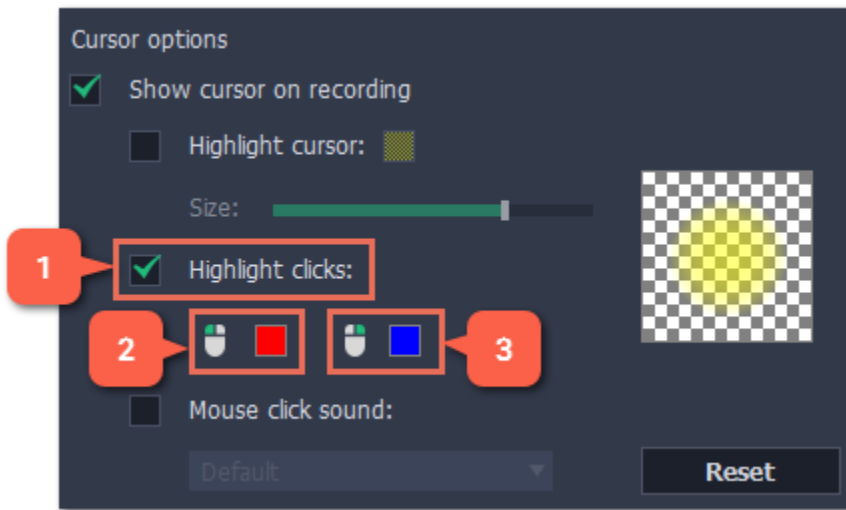 Cursor options
Show cursor on recording
Highlight cursor:
Size:
1
Highlight clicks:
2
3
Mouse click sound:
Default
Reset